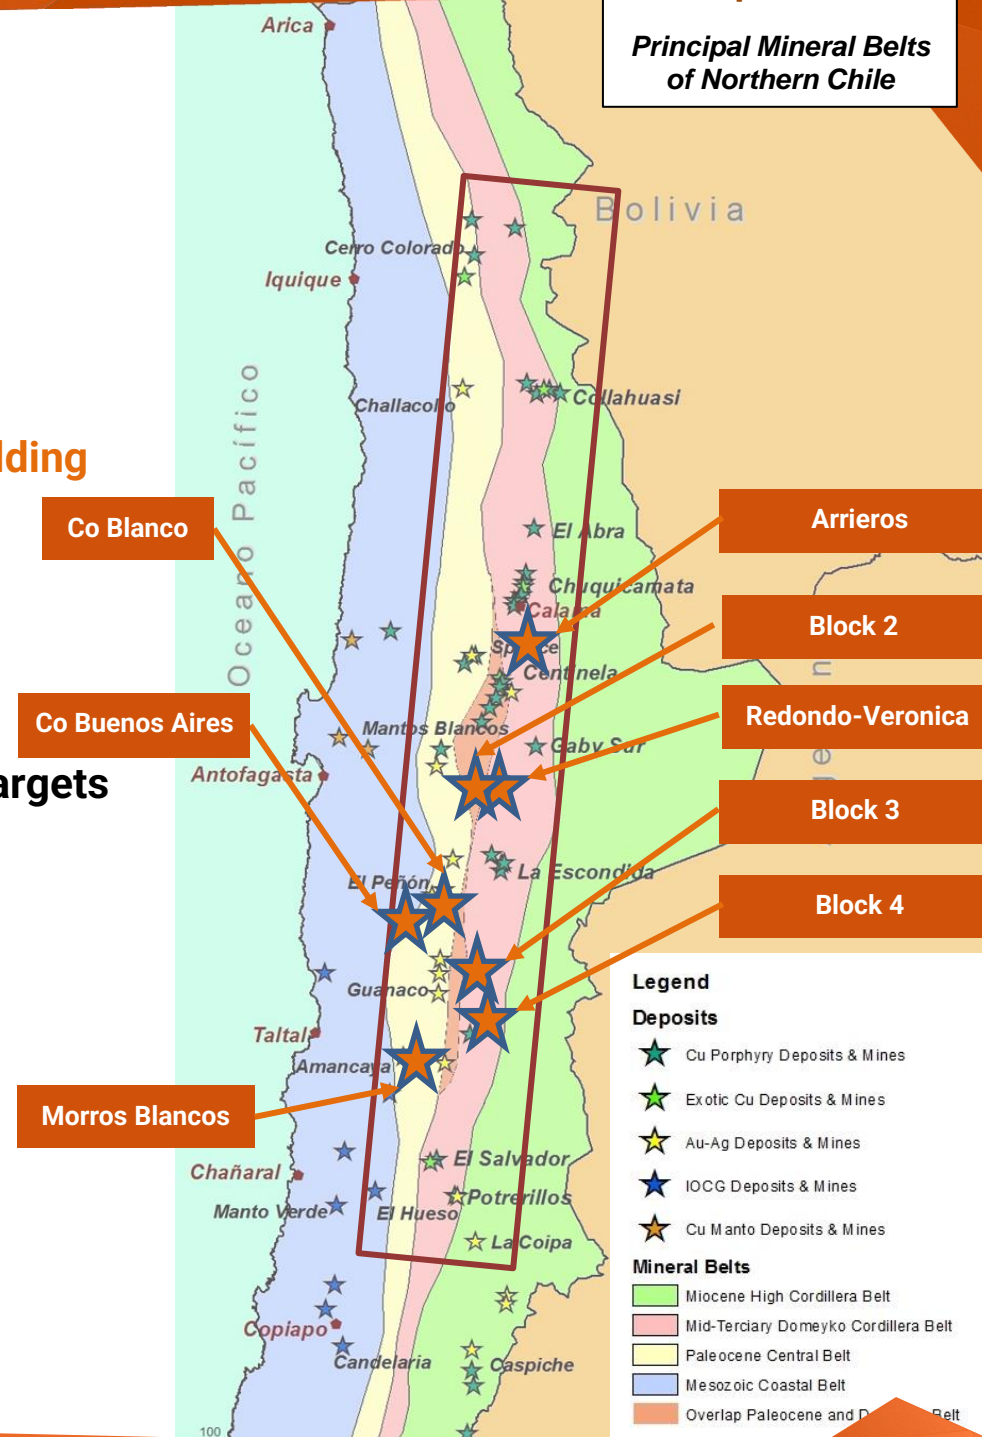 Principal Mineral Belts
of Northern Chile
Arica
Bolivia
Cerro Colorado
Iquique
Challacollo
Collahuasi
Oceano Pacífico
lding
Co Blanco
Arrieros
El Abra
Chuquicamata
Calama
Block 2
Spence
Centinela
Co Buenos Aires
Mantos Blancos
Redondo-Veronica
Gaby Sur
Antofagasta
argets
Block 3
La Escondida
El Peñón
Block 4
Guanaco
Taltal
Amancaya
Morros Blancos
El Salvador
Chañaral
Potrerillos
Manto Verde
El Hueso
La Coipa
Copiapo
Candelaria
Caspiche
100
Legend
Deposits
Cu Porphyry Deposits & Mines
Exotic Cu Deposits & Mines
Au-Ag Deposits & Mines
IOCG Deposits & Mines
Cu Manto Deposits & Mines
Mineral Belts
Miocene High Cordillera Belt
Mid-Terciary Domeyko Cordillera Belt
Paleocene Central Belt
Mesozoic Coastal Belt
Overlap Paleocene and Belt